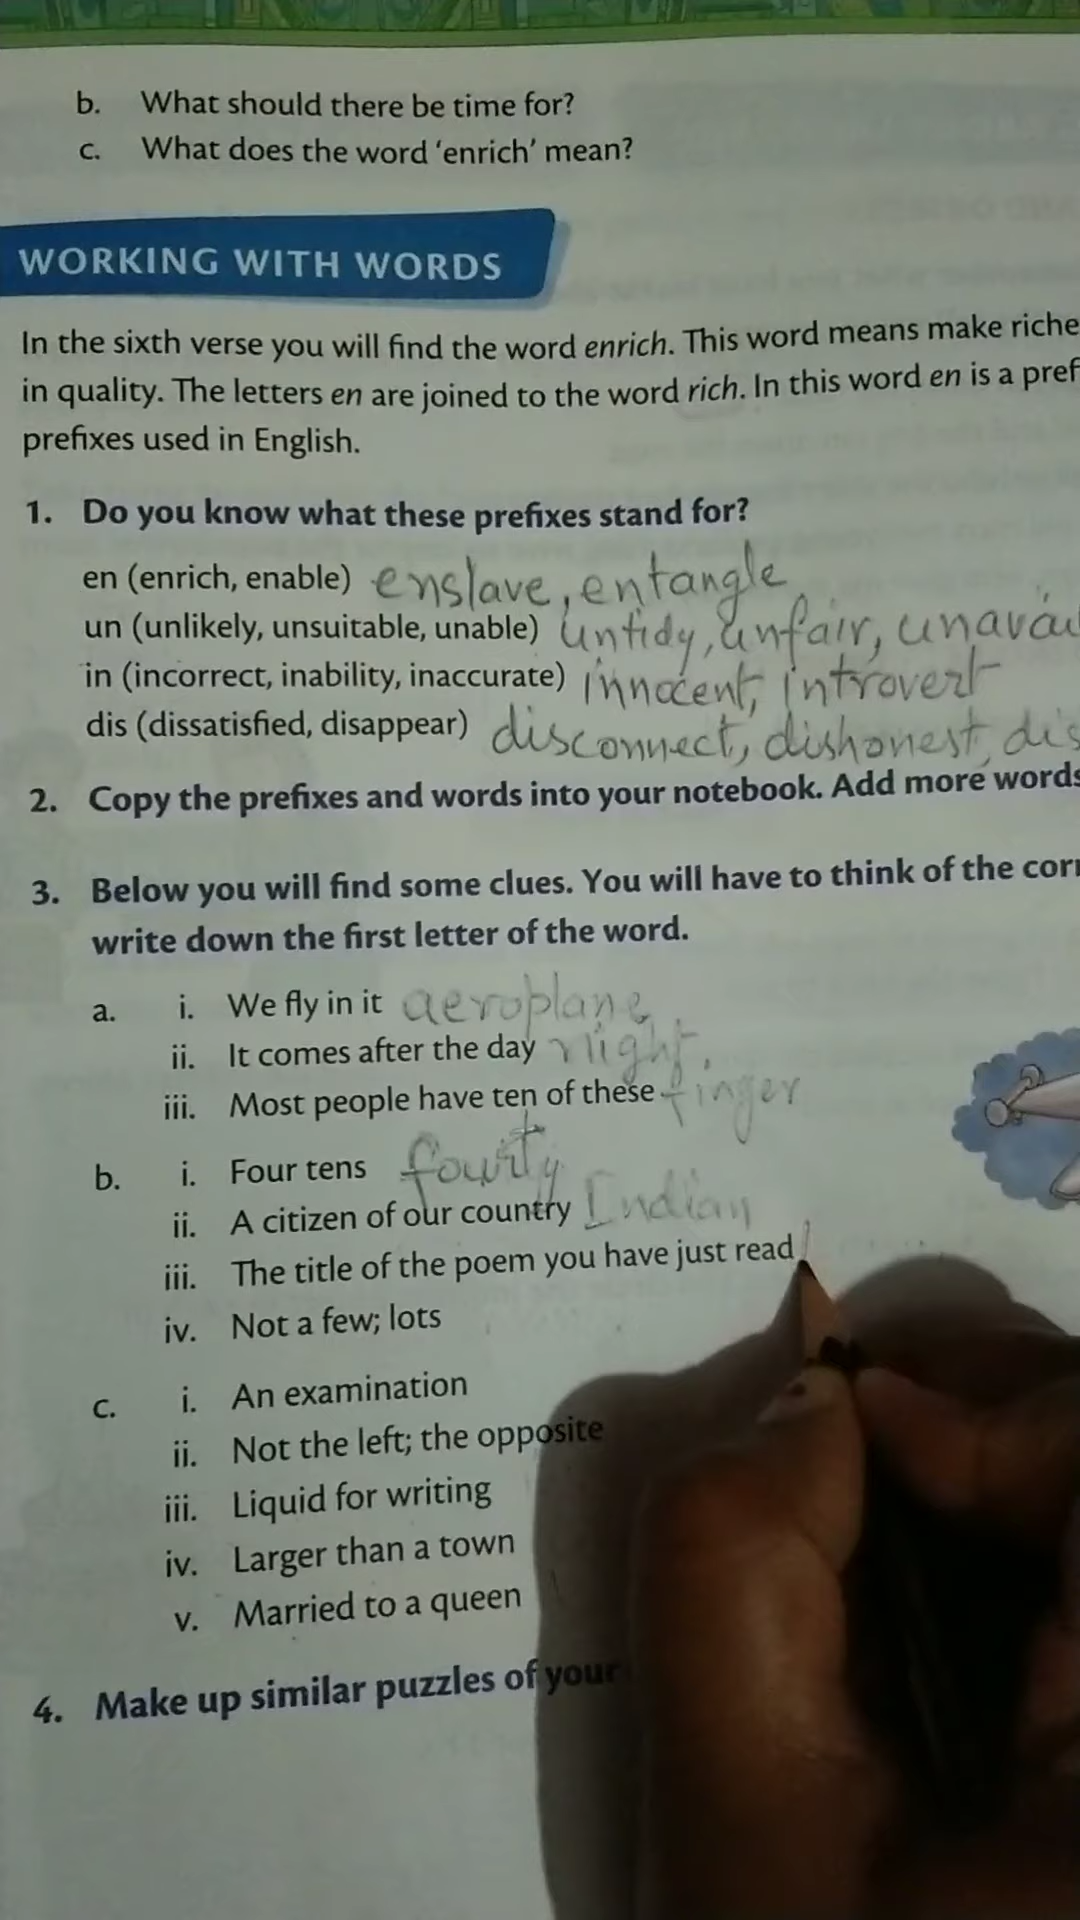 b. What should there be time for?
c. What does the word 'enrich' mean?
WORKING WITH WORDS
In the sixth verse you will find the word enrich. This word means make riche
in quality. The letters en are joined to the word rich. In this word en is a pref
prefixes used in English.
1. Do you know what these prefixes stand for?
en (enrich, enable) enslave, entangle
un (unlikely, unsuitable, unable) untidy, unfair, unavai
in (incorrect, inability, inaccurate) innocent, introvert
dis (dissatisfied, disappear) disconnect, dishonest, dis
2. Copy the prefixes and words into your notebook. Add more words
3. Below you will find some clues. You will have to think of the corr
write down the first letter of the word.
a. i. We fly in it aeroplane
ii. It comes after the day night.
iii. Most people have ten of these finger
b. i. Four tens fourty
ii. A citizen of our country Indian
iii. The title of the poem you have just read
iv. Not a few; lots
c. i. An examination
ii. Not the left; the opposite
iii. Liquid for writing
iv. Larger than a town
v. Married to a queen
4. Make up similar puzzles of your